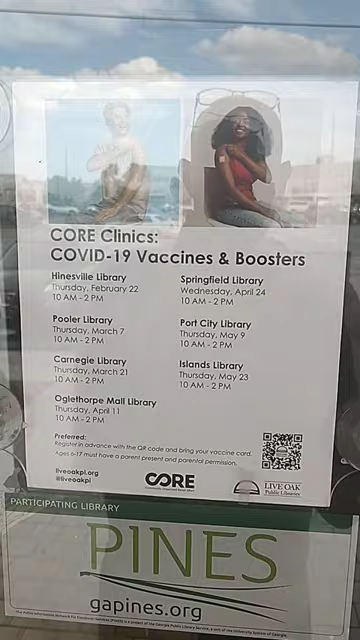 CORE Clinics:
COVID-19 Vaccines & Boosters
Hinesville Library
Thursday, February 22
10 AM - 2 PM
Pooler Library
Thursday, March 7
10 AM - 2 PM
Carnegie Library
Thursday, March 21
10 AM - 2 PM
Oglethorpe Mall Library
Thursday, April 11
10 AM - 2 PM
Springfield Library
Wednesday, April 24
10 AM - 2 PM
Port City Library
Thursday, May 9
10 AM - 2 PM
Islands Library
Thursday, May 23
10 AM - 2 PM
Preferred:
Register in advance with the QR code and bring your vaccine card.
Ages 6-17 must have a parent present and parental permission.
liveoakpl.org
@liveoakpl
CORE
LIVE OAK
Public Libraries
PARTICIPATING LIBRARY
PINES
gapines.org